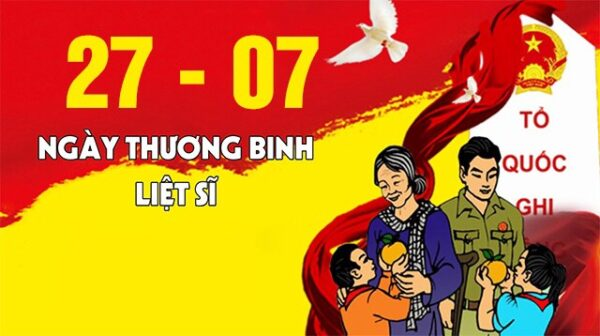 27 - 07
NGÀY THƯƠNG BINH
LIỆT SĨ
TỔ
QUỐC
GHI